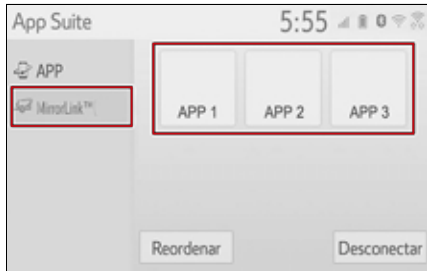 App Suite 5:55
APP
MirrorLink™
APP 1 APP 2 APP 3
Reordenar Desconectar